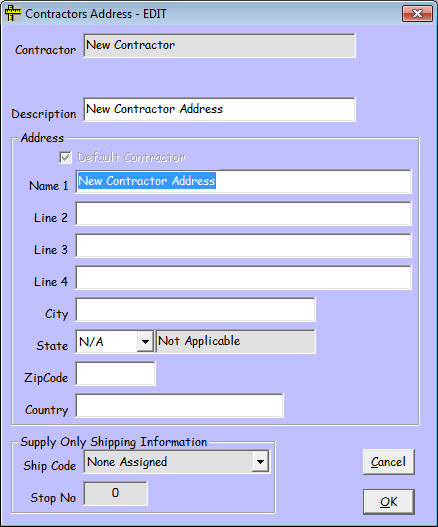 Contractors Address - EDIT
Contractor New Contractor
Description New Contractor Address
Address
Default Contractor
Name 1 New Contractor Address
Line 2
Line 3
Line 4
City
State N/A Not Applicable
ZipCode
Country
Supply Only Shipping Information
Ship Code None Assigned
Cancel
Stop No 0
OK